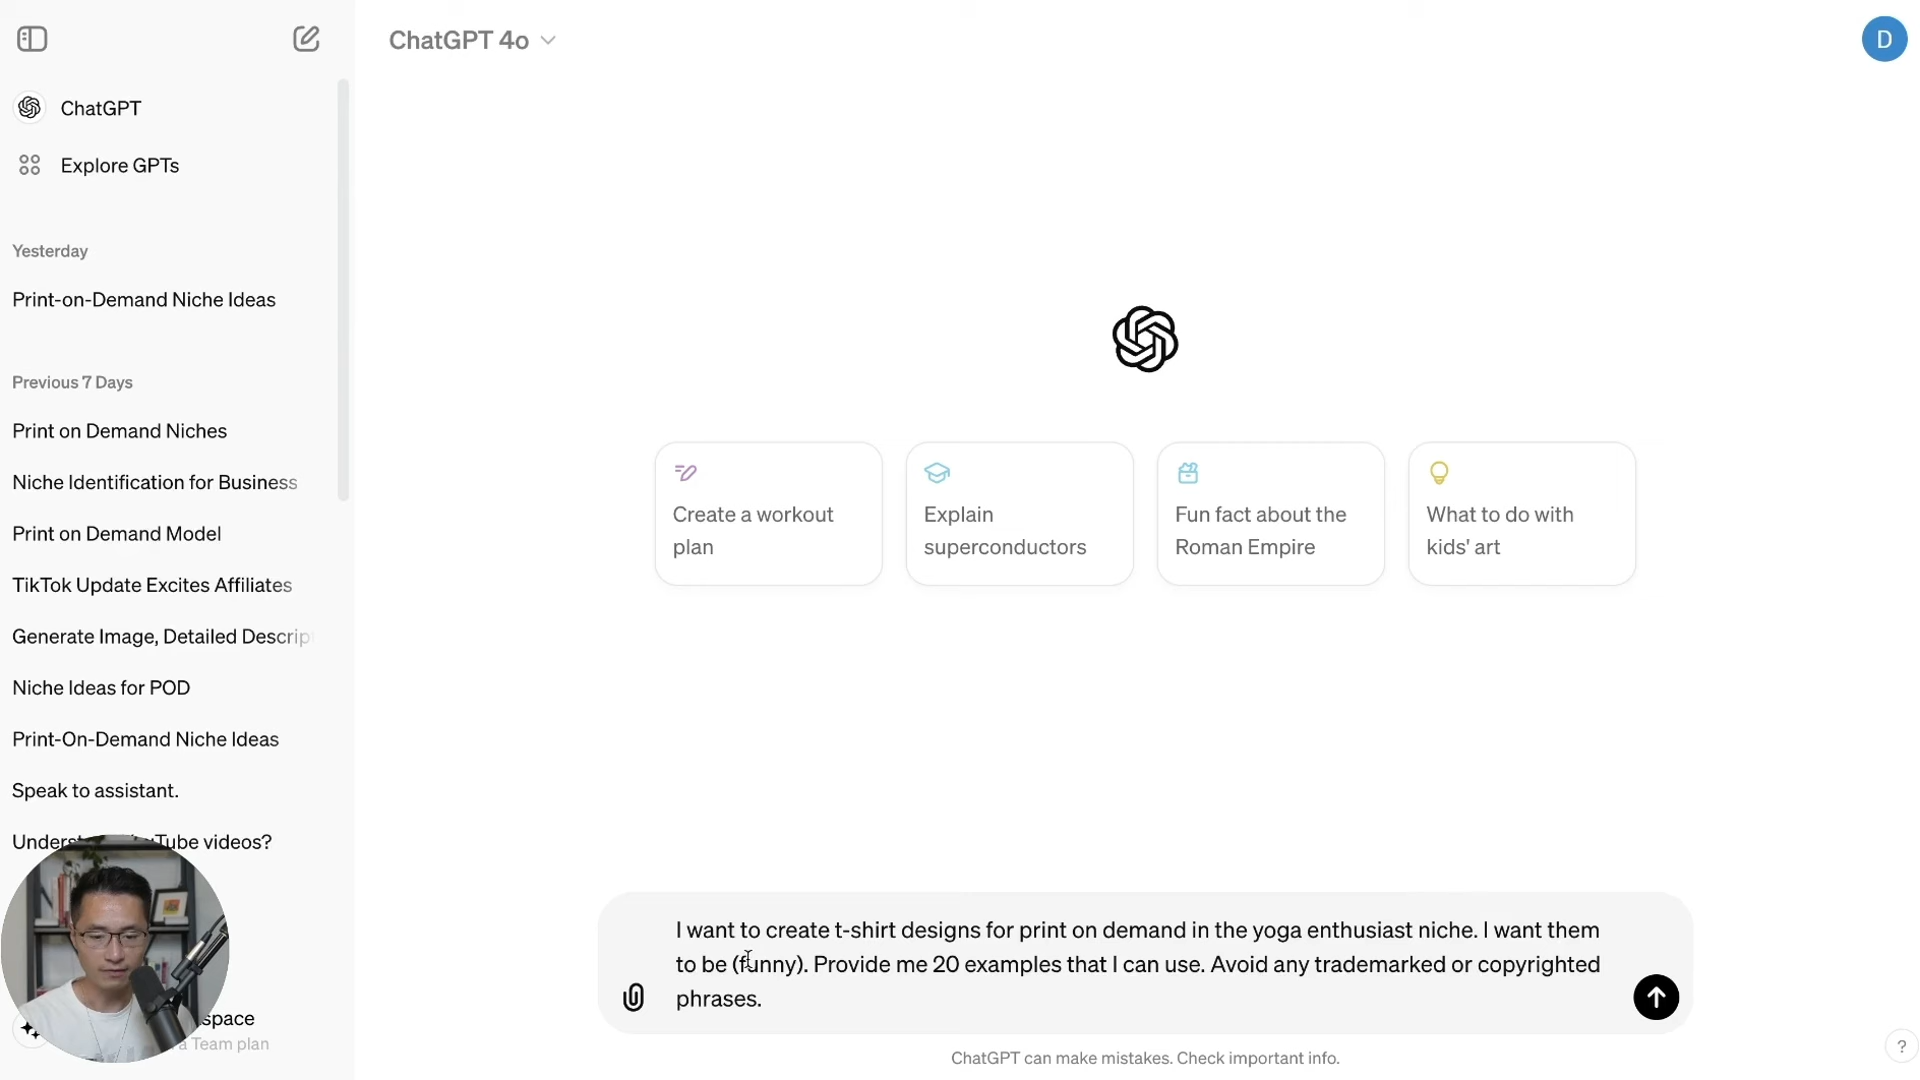 ChatGPT 4o
D
ChatGPT
Explore GPTs
Yesterday
Print-on-Demand Niche Ideas
Previous 7 Days
Print on Demand Niches
Niche Identification for Business
Print on Demand Model
TikTok Update Excites Affiliates
Generate Image, Detailed Descrip
Niche Ideas for POD
Print-On-Demand Niche Ideas
Speak to assistant.
Tube videos?
space
a Team plan
Create a workout
plan
Explain
superconductors
Fun fact about the
Roman Empire
What to do with
kids' art
I want to create t-shirt designs for print on demand in the yoga enthusiast niche. I want them
to be (funny). Provide me 20 examples that I can use. Avoid any trademarked or copyrighted
phrases.
ChatGPT can make mistakes. Check important info.
?